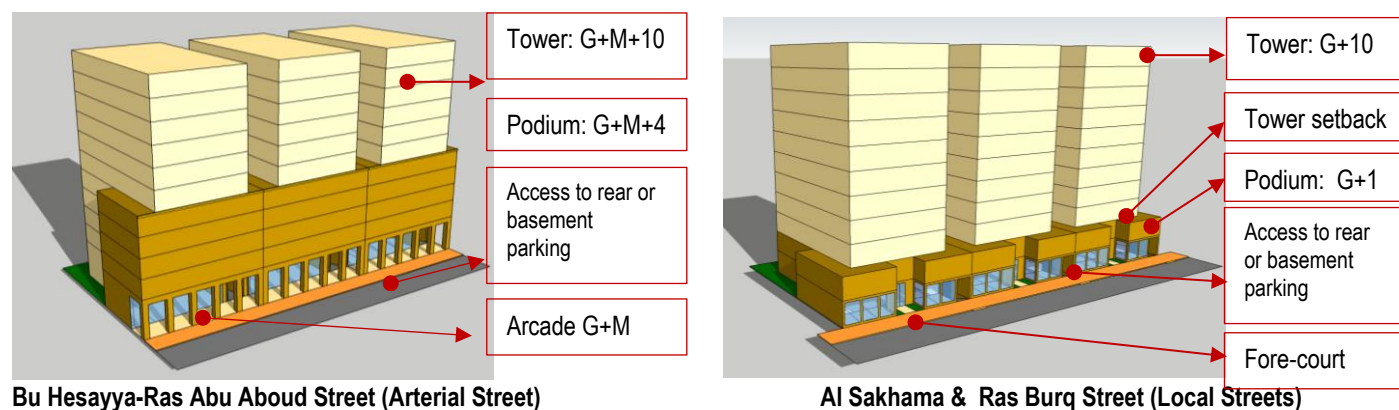 Tower: G+M+10
Podium: G+M+4
Access to rear or
basement
parking
Arcade G+M
Bu Hesayya-Ras Abu Aboud Street (Arterial Street)
Tower: G+10
Tower setback
Podium: G+1
Access to rear
or basement
parking
Fore-court
Al Sakhama & Ras Burq Street (Local Streets)